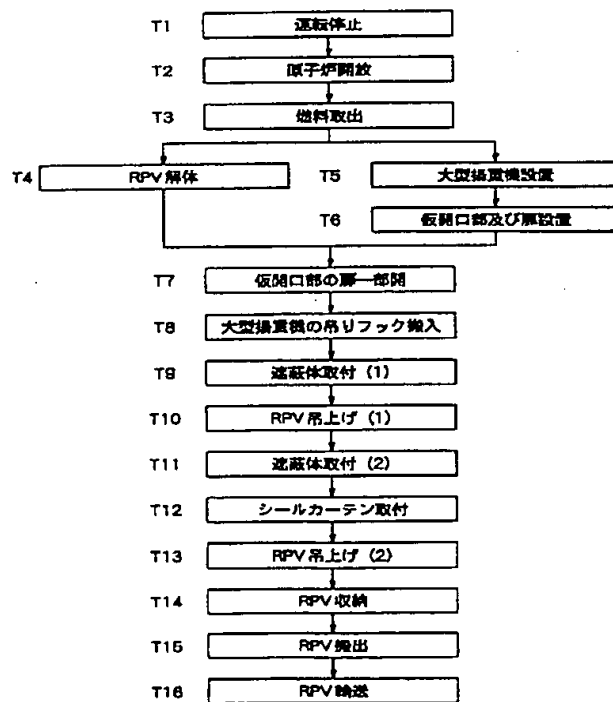 T1 運転停止
T2 原子炉開放
T3 燃料取出
T4 RPV解体
T5 大型揚重機設置
T6 仮開口部及び扉設置
T7 仮開口部の扉一部開
T8 大型揚重機の吊りフック搬入
T9 遮蔽体取付 (1)
T10 RPV吊上げ (1)
T11 遮蔽体取付 (2)
T12 シールカーテン取付
T13 RPV吊上げ (2)
T14 RPV収納
T15 RPV搬出
T16 RPV輸送